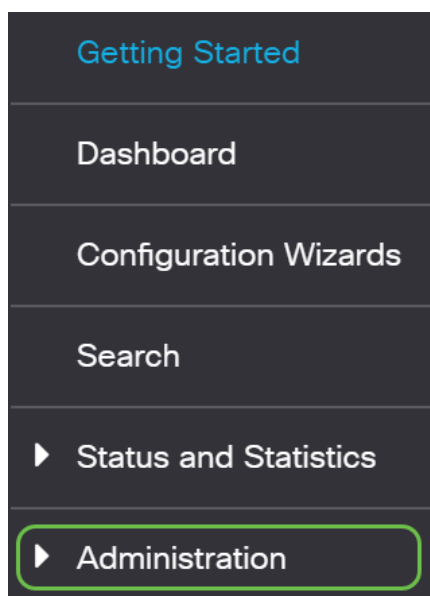 Getting Started
Dashboard
Configuration Wizards
Search
Status and Statistics
Administration